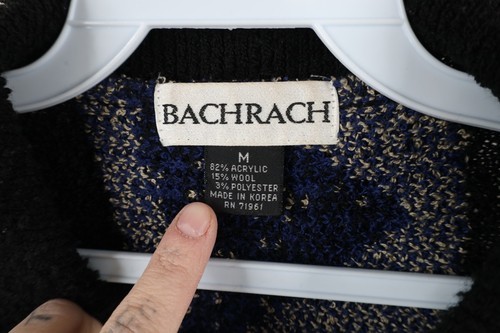 BACHRACH
M
82% ACRYLIC
15% WOOL
3% POLYESTER
MADE IN KOREA
RN 71961